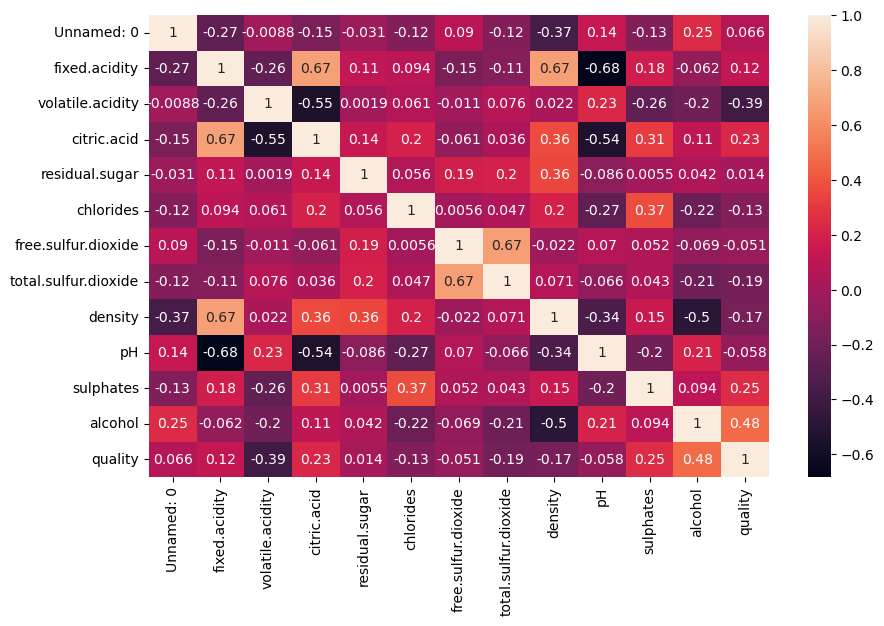 Unnamed: 0 1 -0.27 -0.0088 -0.15 -0.031 -0.12 0.09 -0.12 -0.37 0.14 -0.13 0.25 0.066 1.0
fixed.acidity -0.27 1 -0.26 0.67 0.11 0.094 -0.15 -0.11 0.67 -0.68 0.18 -0.062 0.12 0.8
volatile.acidity -0.0088 -0.26 1 -0.55 0.0019 0.061 -0.011 0.076 0.022 0.23 -0.26 -0.2 -0.39
citric.acid -0.15 0.67 -0.55 1 0.14 0.2 -0.061 0.036 0.36 -0.54 0.31 0.11 0.23 0.6
residual.sugar -0.031 0.11 0.0019 0.14 1 0.056 0.19 0.2 0.36 -0.086 0.0055 0.042 0.014 0.4
chlorides -0.12 0.094 0.061 0.2 0.056 1 0.0056 0.047 0.2 -0.27 0.37 -0.22 -0.13
free.sulfur.dioxide 0.09 -0.15 -0.011 -0.061 0.19 0.0056 1 0.67 -0.022 0.07 0.052 -0.069 -0.051 0.2
total.sulfur.dioxide -0.12 -0.11 0.076 0.036 0.2 0.047 0.67 1 0.071 -0.066 0.043 -0.21 -0.19 0.0
density -0.37 0.67 0.022 0.36 0.36 0.2 -0.022 0.071 1 -0.34 0.15 -0.5 -0.17
pH 0.14 -0.68 0.23 -0.54 -0.086 -0.27 0.07 -0.066 -0.34 1 -0.2 0.21 -0.058 −0.2
sulphates -0.13 0.18 -0.26 0.31 0.0055 0.37 0.052 0.043 0.15 -0.2 1 0.094 0.25
alcohol 0.25 -0.062 -0.2 0.11 0.042 -0.22 -0.069 -0.21 -0.5 0.21 0.094 1 0.48 −0.4
quality 0.066 0.12 -0.39 0.23 0.014 -0.13 -0.051 -0.19 -0.17 -0.058 0.25 0.48 1 −0.6
Unnamed: 0
fixed.acidity
volatile.acidity
citric.acid
residual.sugar
chlorides
free.sulfur.dioxide
total.sulfur.dioxide
density
pH
sulphates
alcohol
quality